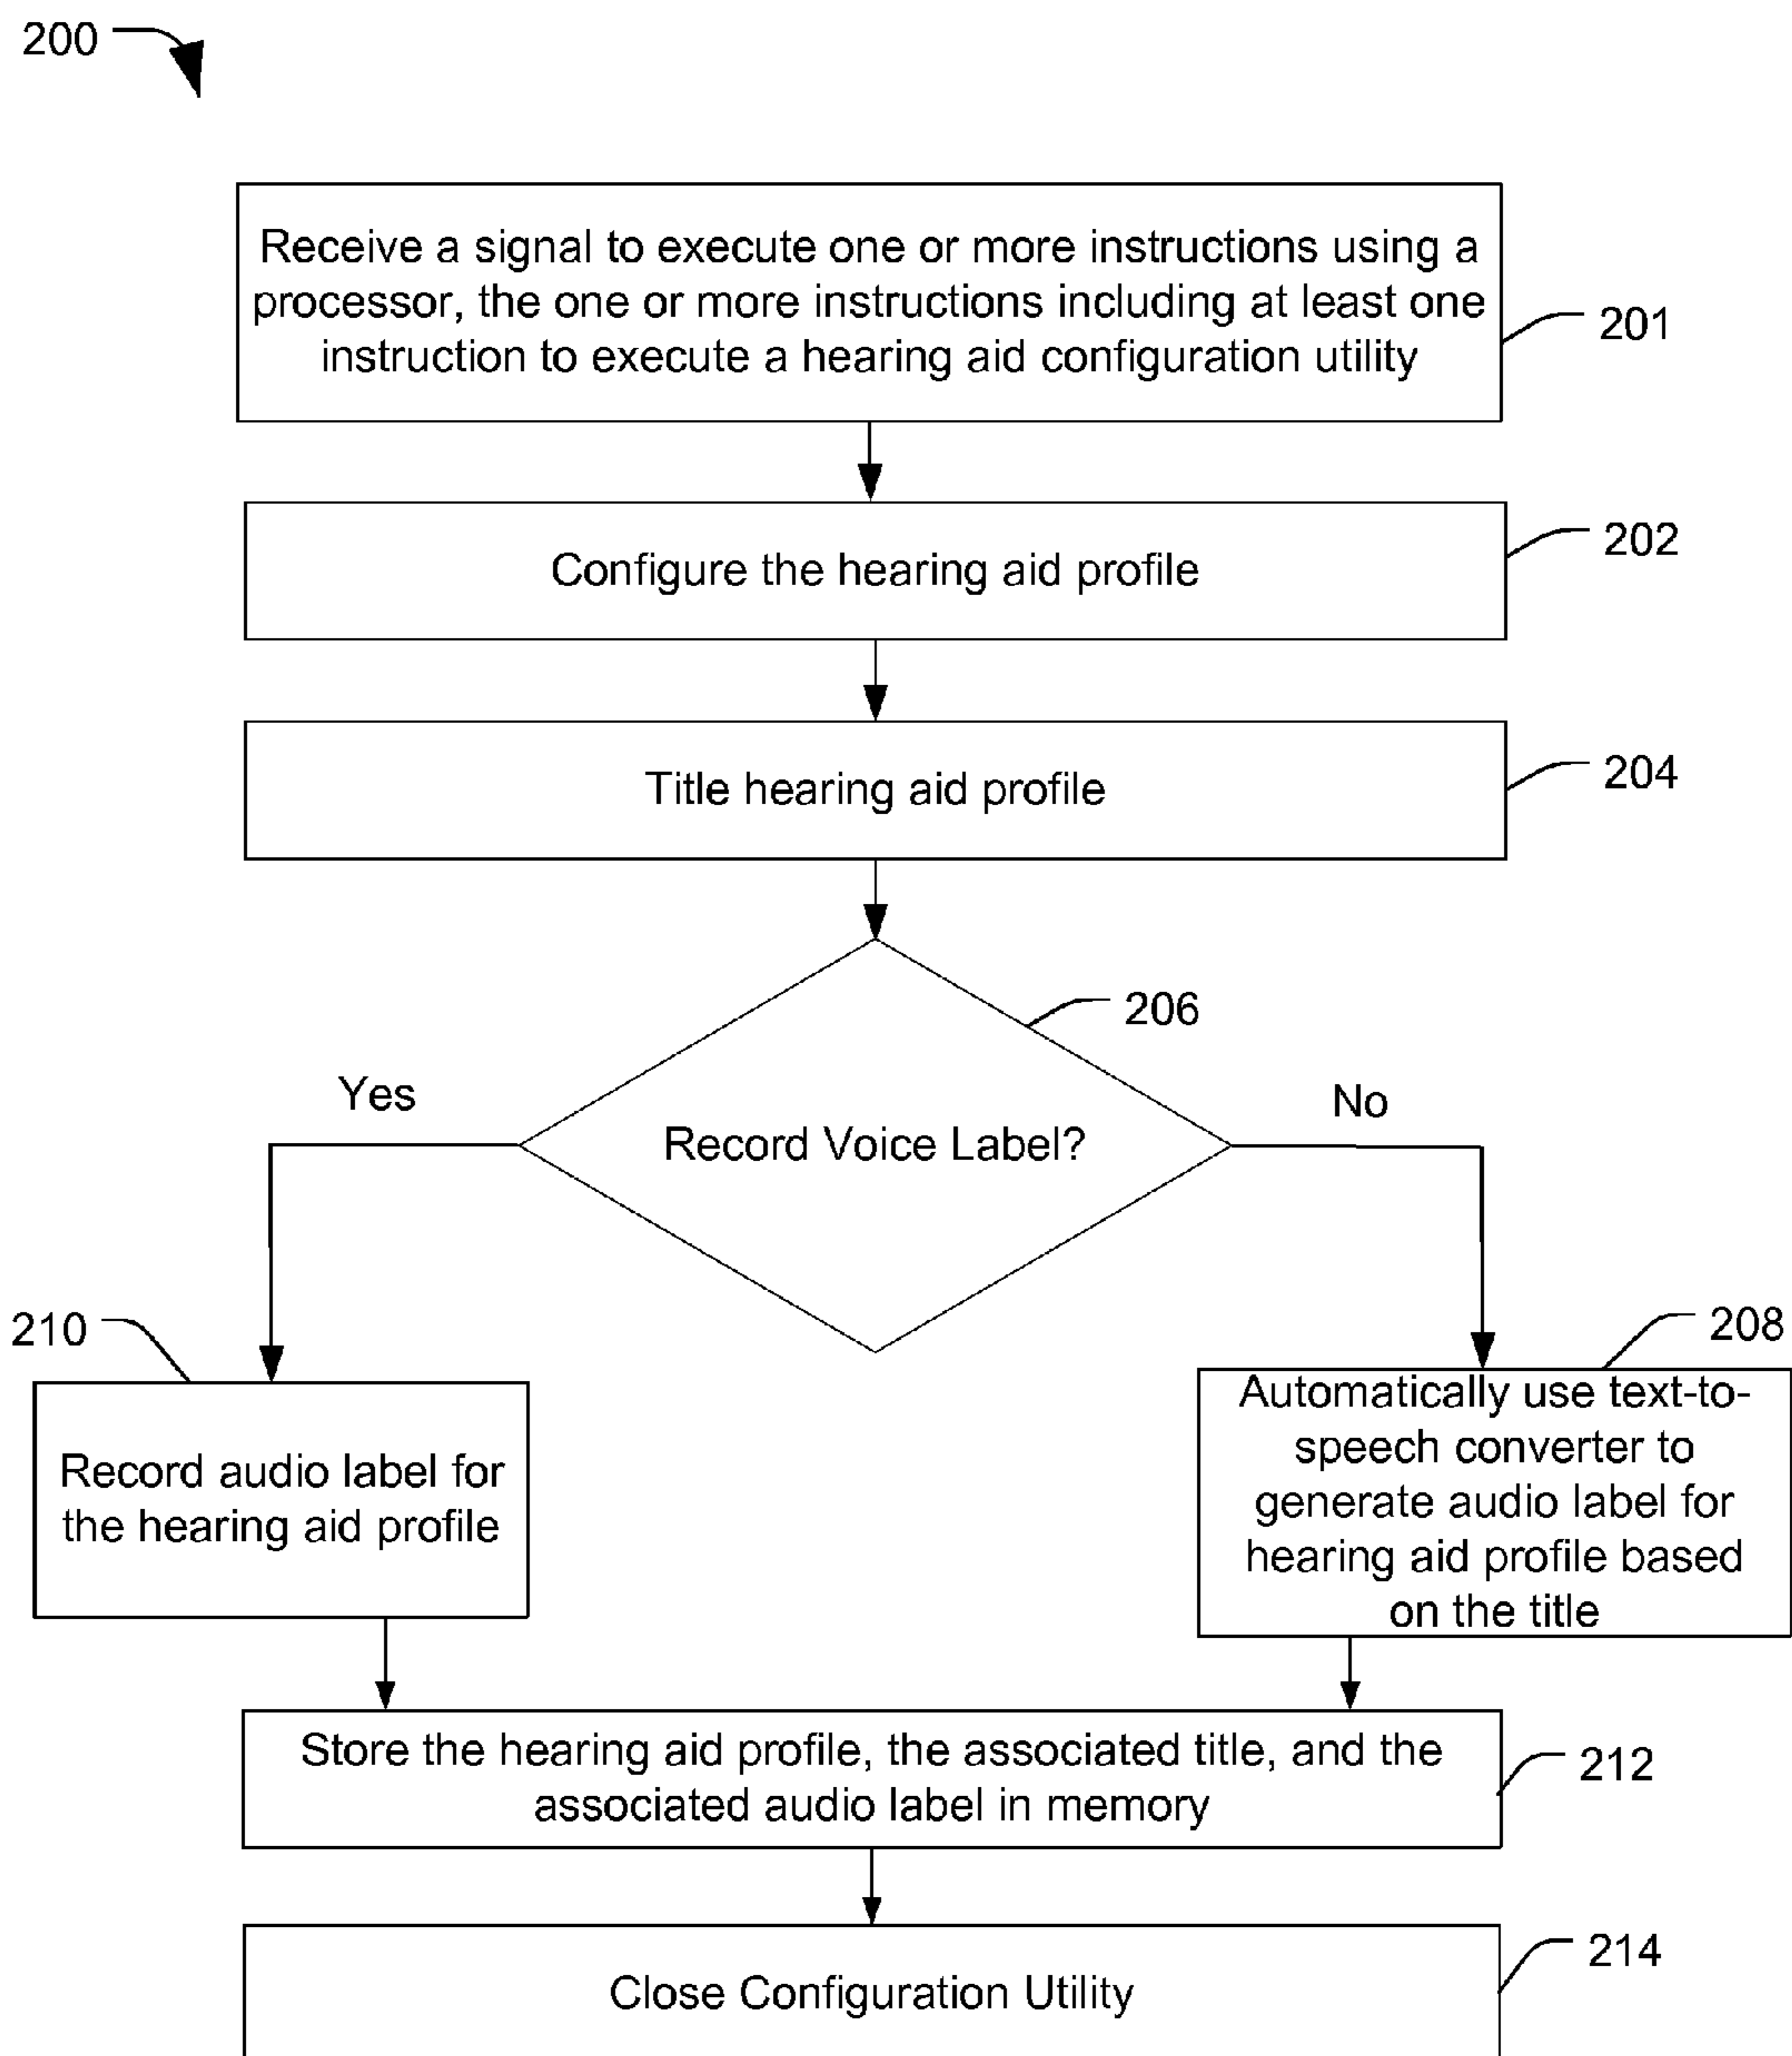 200
Receive a signal to execute one or more instructions using a
processor, the one or more instructions including at least one
instruction to execute a hearing aid configuration utility
201
Configure the hearing aid profile
202
Title hearing aid profile
204
206
Yes
No
Record Voice Label?
210
208
Record audio label for
the hearing aid profile
Automatically use text-to-
speech converter to
generate audio label for
hearing aid profile based
on the title
Store the hearing aid profile, the associated title, and the
associated audio label in memory
212
Close Configuration Utility
214